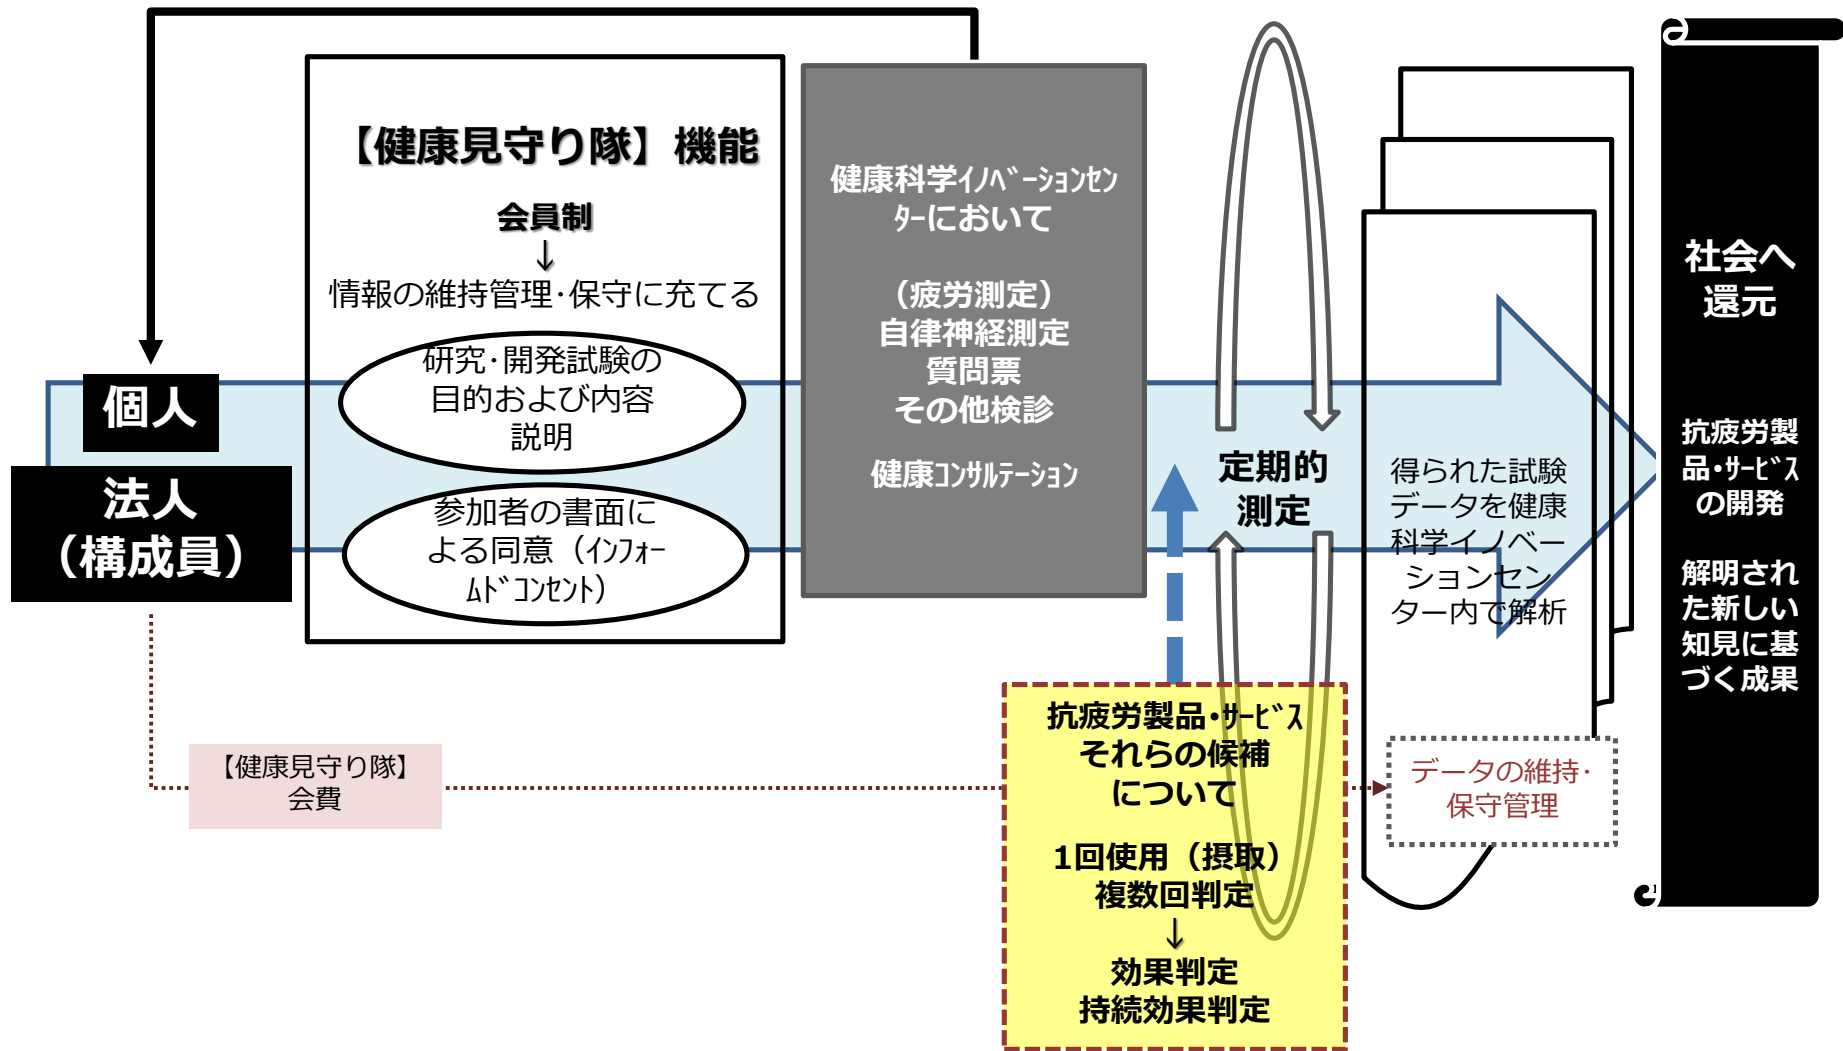 【健康見守り隊】機能
会員制
↓
情報の維持管理･保守に充てる
研究･開発試験の
目的および内容
説明
参加者の書面に
よる同意（ｲﾝﾌｫｰ
ﾑﾄﾞｺﾝｾﾝﾄ）
個人
法人
（構成員）
【健康見守り隊】
会費
健康科学ｲﾉﾍﾞｰｼｮﾝｾﾝ
ﾀｰにおいて
（疲労測定）
自律神経測定
質問票
その他検診
健康ｺﾝｻﾙﾃｰｼｮﾝ
定期的
測定
抗疲労製品･ｻｰﾋﾞｽ
それらの候補
について
1回使用（摂取）
複数回判定
↓
効果判定
持続効果判定
得られた試験
データを健康
科学イノベー
ションセン
ター内で解析
データの維持･
保守管理
社会へ
還元
抗疲労製
品･ｻｰﾋﾞｽ
の開発
解明され
た新しい
知見に基
づく成果